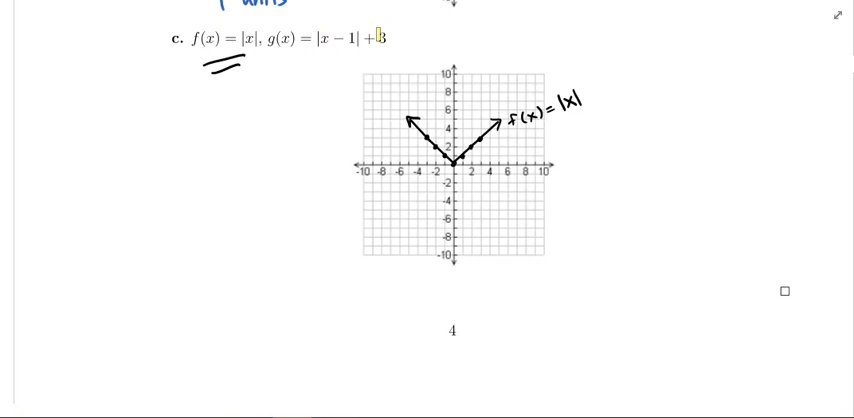 units
c. f(x) = |x|, g(x) = |x − 1| + 3
f(x) = |x|
10
8
6
4
2
-10 -8 -6 -4 -2 2 4 6 8 10
-2
-4
-6
-8
-10
4